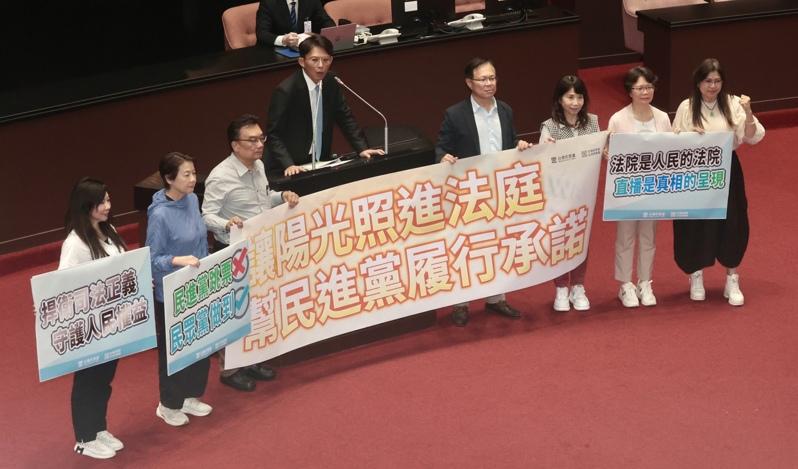 捍衛司法正義
守護人民權益
民進黨跳票
民眾黨做到
讓陽光照進法庭
幫民進黨履行承諾
法院是人民的法院
直播是真相的呈現